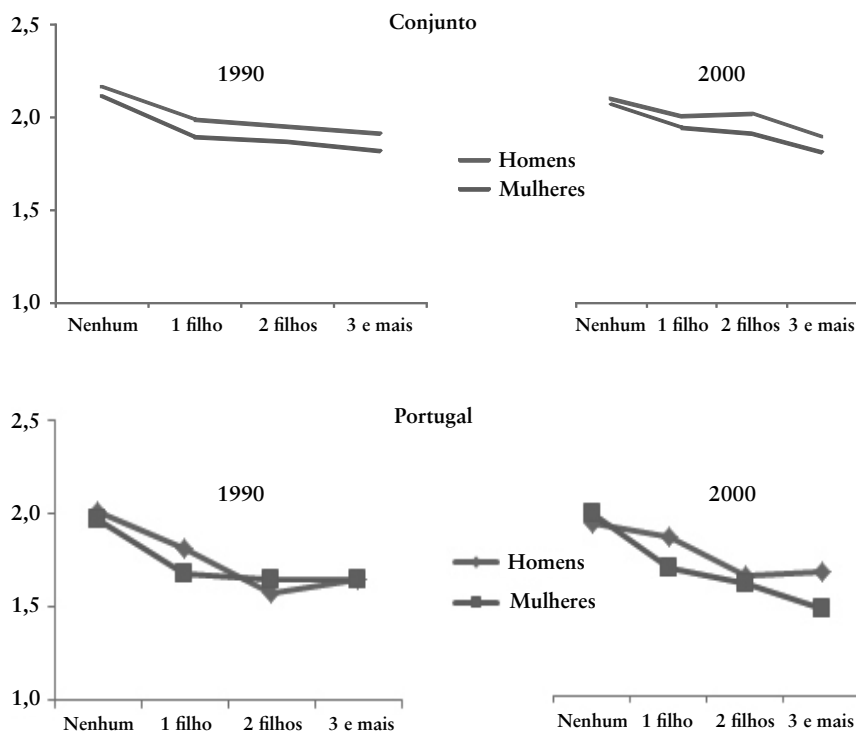 Conjunto
2,5
2,0
1,5
1,0
1990
2000
Homens
Mulheres
Nenhum 1 filho 2 filhos 3 e mais
Nenhum 1 filho 2 filhos 3 e mais
Portugal
2,5
2,0
1,5
1,0
1990
2000
Homens
Mulheres
Nenhum 1 filho 2 filhos 3 e mais
Nenhum 1 filho 2 filhos 3 e mais